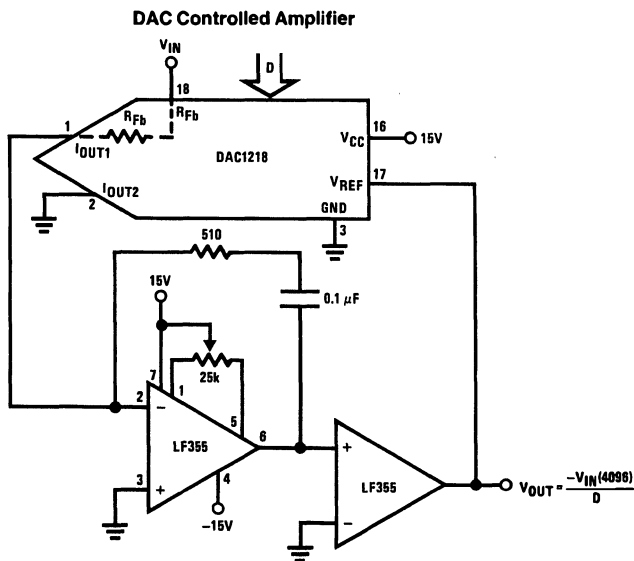 DAC Controlled Amplifier
VIN
D
18
RFb
RFb
1
IOUT1
DAC1218
VCC
16
15V
VREF
17
IOUT2
2
GND
3
510
0.1 μF
15V
7
1
25k
2
−
5
6
LF355
3
+
4
−15V
+
LF355
−
VOUT = −VIN(4096)
D